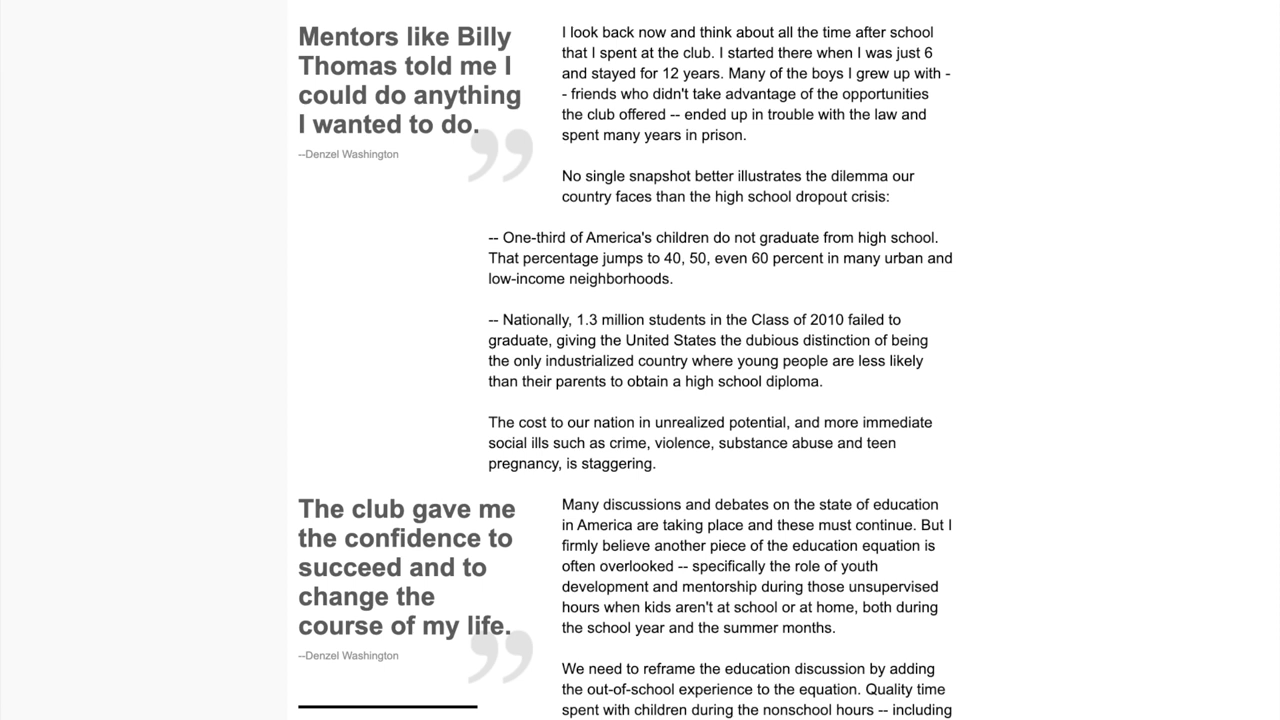 Mentors like Billy
Thomas told me I
could do anything
I wanted to do.
--Denzel Washington
I look back now and think about all the time after school
that I spent at the club. I started there when I was just 6
and stayed for 12 years. Many of the boys I grew up with -
- friends who didn't take advantage of the opportunities
the club offered -- ended up in trouble with the law and
spent many years in prison.
No single snapshot better illustrates the dilemma our
country faces than the high school dropout crisis:
-- One-third of America's children do not graduate from high school.
That percentage jumps to 40, 50, even 60 percent in many urban and
low-income neighborhoods.
-- Nationally, 1.3 million students in the Class of 2010 failed to
graduate, giving the United States the dubious distinction of being
the only industrialized country where young people are less likely
than their parents to obtain a high school diploma.
The cost to our nation in unrealized potential, and more immediate
social ills such as crime, violence, substance abuse and teen
pregnancy, is staggering.
The club gave me
the confidence to
succeed and to
change the
course of my life.
--Denzel Washington
Many discussions and debates on the state of education
in America are taking place and these must continue. But I
firmly believe another piece of the education equation is
often overlooked -- specifically the role of youth
development and mentorship during those unsupervised
hours when kids aren't at school or at home, both during
the school year and the summer months.
We need to reframe the education discussion by adding
the out-of-school experience to the equation. Quality time
spent with children during the nonschool hours -- including